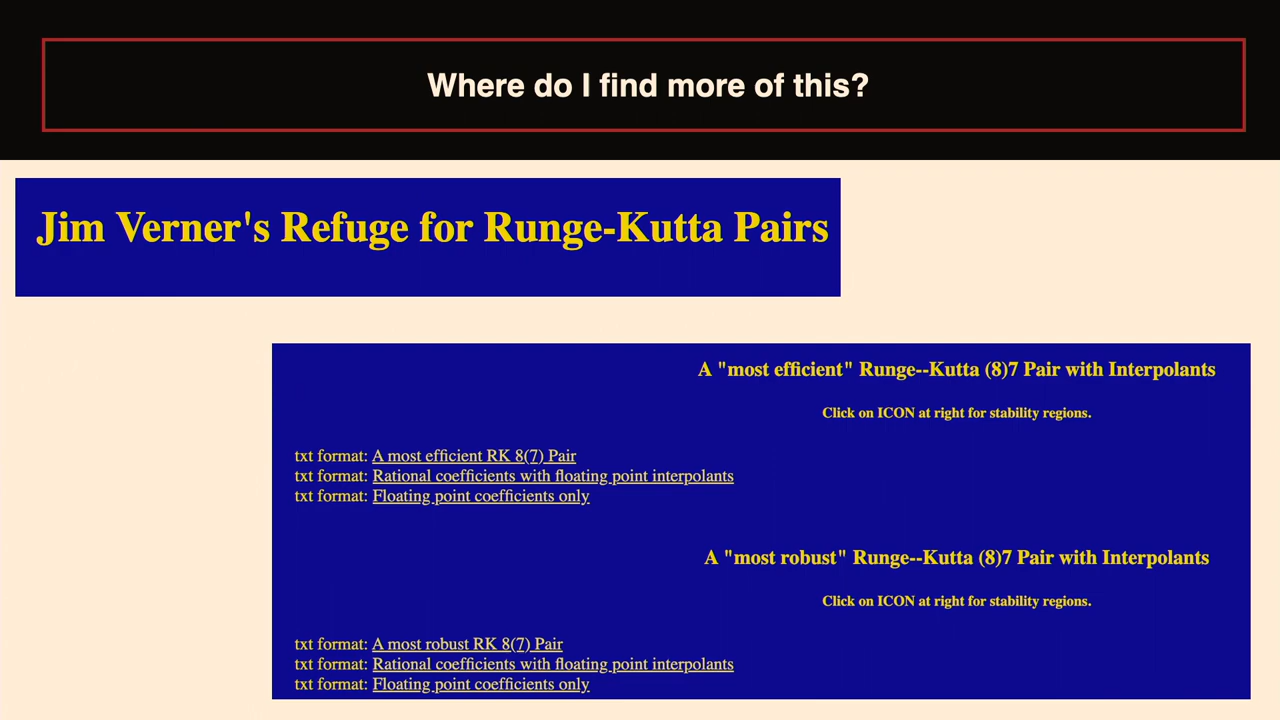 Where do I find more of this?
Jim Verner's Refuge for Runge-Kutta Pairs
A "most efficient" Runge--Kutta (8)7 Pair with Interpolants
Click on ICON at right for stability regions.
txt format: A most efficient RK 8(7) Pair
txt format: Rational coefficients with floating point interpolants
txt format: Floating point coefficients only
A "most robust" Runge--Kutta (8)7 Pair with Interpolants
Click on ICON at right for stability regions.
txt format: A most robust RK 8(7) Pair
txt format: Rational coefficients with floating point interpolants
txt format: Floating point coefficients only